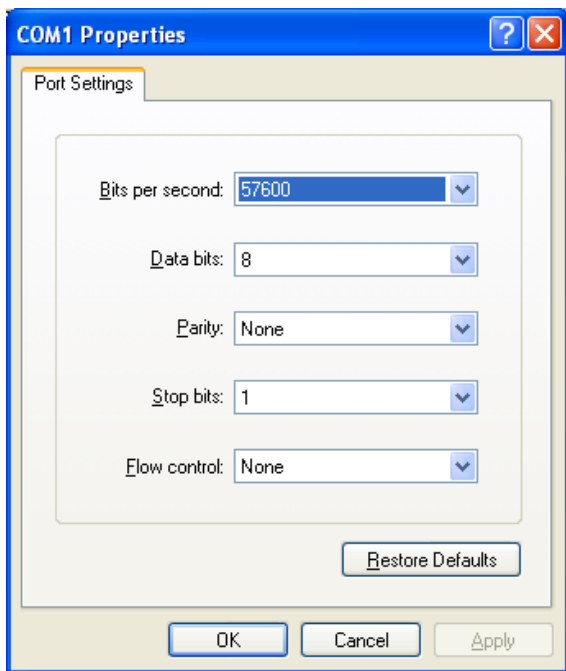 COM1 Properties
Port Settings
Bits per second: 57600
Data bits: 8
Parity: None
Stop bits: 1
Flow control: None
Restore Defaults
OK Cancel Apply